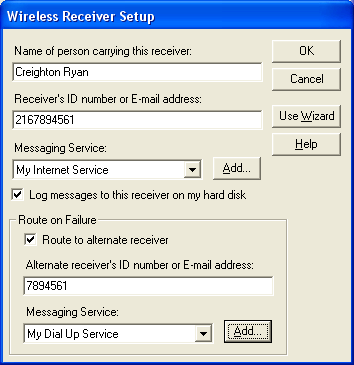 Wireless Receiver Setup
Name of person carrying this receiver:
Creighton Ryan
OK
Cancel
Receiver's ID number or E-mail address:
2167894561
Use Wizard
Help
Messaging Service:
My Internet Service
Add...
Log messages to this receiver on my hard disk
Route on Failure
Route to alternate receiver
Alternate receiver's ID number or E-mail address:
7894561
Messaging Service:
My Dial Up Service
Add...